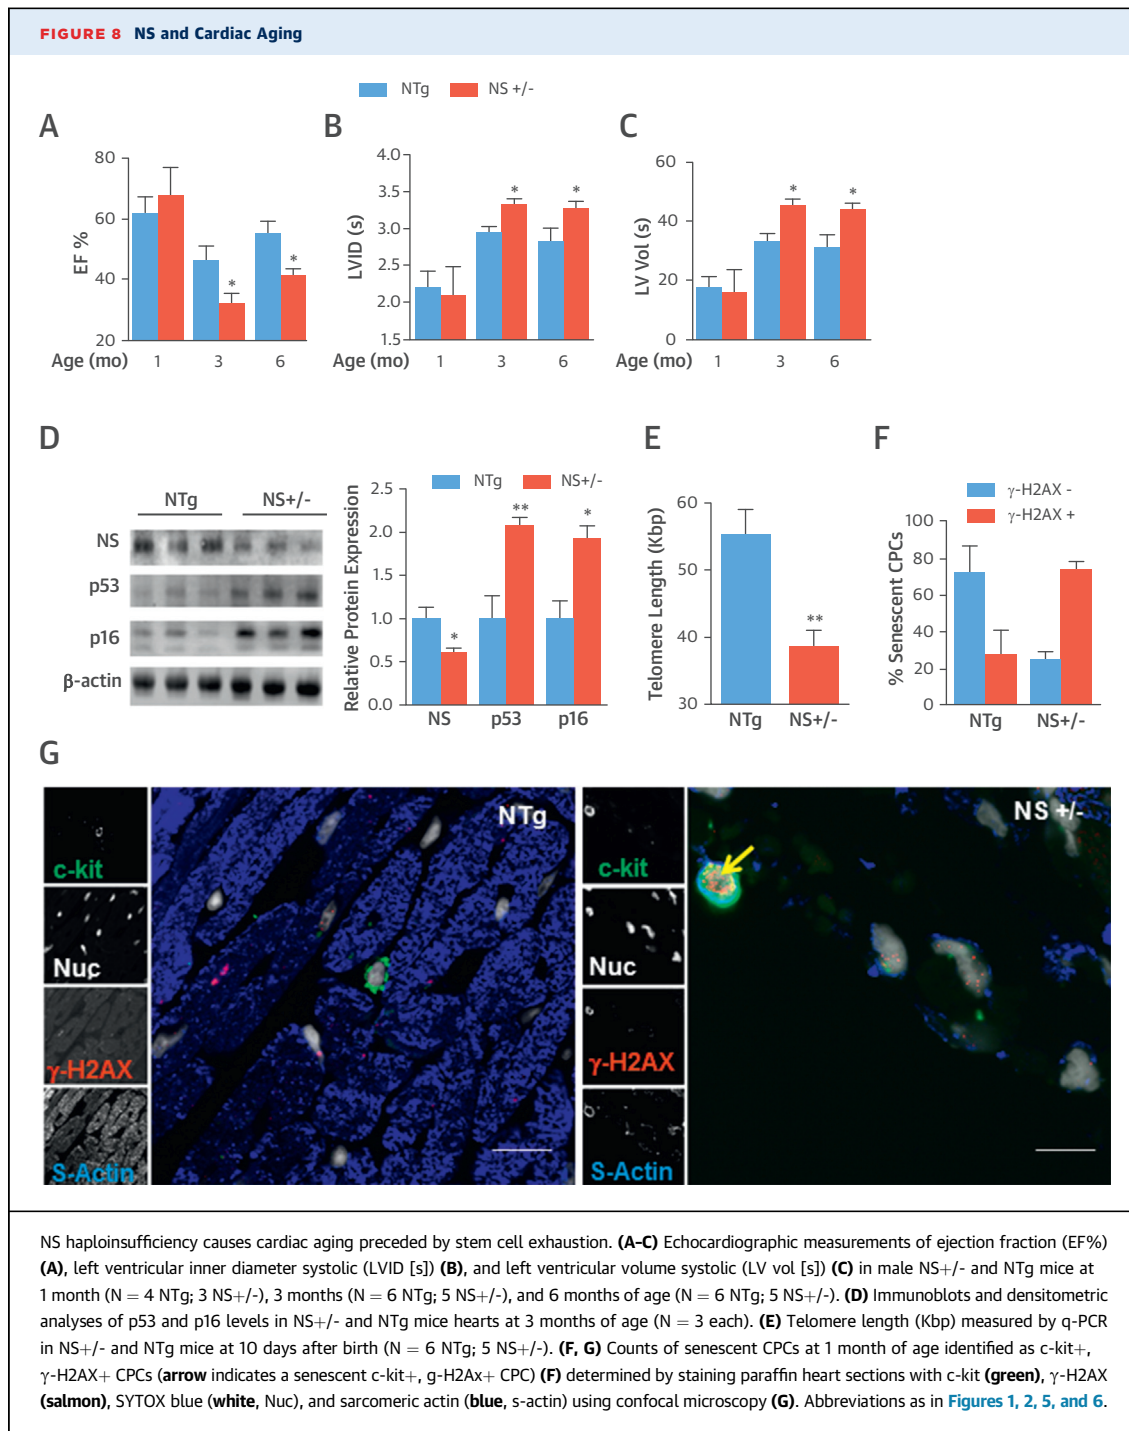 FIGURE 8 NS and Cardiac Aging
NTg NS +/-
A
EF %
80
60
40
20
* *
Age (mo) 1 3 6
B
LVID (s)
4.0
3.5
3.0
2.5
2.0
1.5
* *
Age (mo) 1 3 6
C
LV Vol (s)
60
40
20
0
* *
Age (mo) 1 3 6
D
NTg NS+/-
NS
p53
p16
β-actin
NTg NS+/-
Relative Protein Expression
2.5
2.0
1.5
1.0
0.5
0.0
* ** *
NS p53 p16
E
Telomere Length (Kbp)
60
50
40
30
**
NTg NS+/-
F
γ-H2AX -
γ-H2AX +
% Senescent CPCs
100
80
60
40
20
0
NTg NS+/-
G
c-kit
Nuc
γ-H2AX
S-Actin
NTg
c-kit
Nuc
γ-H2AX
S-Actin
NS +/-
NS haploinsufficiency causes cardiac aging preceded by stem cell exhaustion. (A-C) Echocardiographic measurements of ejection fraction (EF%)
(A), left ventricular inner diameter systolic (LVID [s]) (B), and left ventricular volume systolic (LV vol [s]) (C) in male NS+/- and NTg mice at
1 month (N = 4 NTg; 3 NS+/-), 3 months (N = 6 NTg; 5 NS+/-), and 6 months of age (N = 6 NTg; 5 NS+/-). (D) Immunoblots and densitometric
analyses of p53 and p16 levels in NS+/- and NTg mice hearts at 3 months of age (N = 3 each). (E) Telomere length (Kbp) measured by q-PCR
in NS+/- and NTg mice at 10 days after birth (N = 6 NTg; 5 NS+/-). (F, G) Counts of senescent CPCs at 1 month of age identified as c-kit+,
γ-H2AX+ CPCs (arrow indicates a senescent c-kit+, g-H2Ax+ CPC) (F) determined by staining paraffin heart sections with c-kit (green), γ-H2AX
(salmon), SYTOX blue (white, Nuc), and sarcomeric actin (blue, s-actin) using confocal microscopy (G). Abbreviations as in Figures 1, 2, 5, and 6.